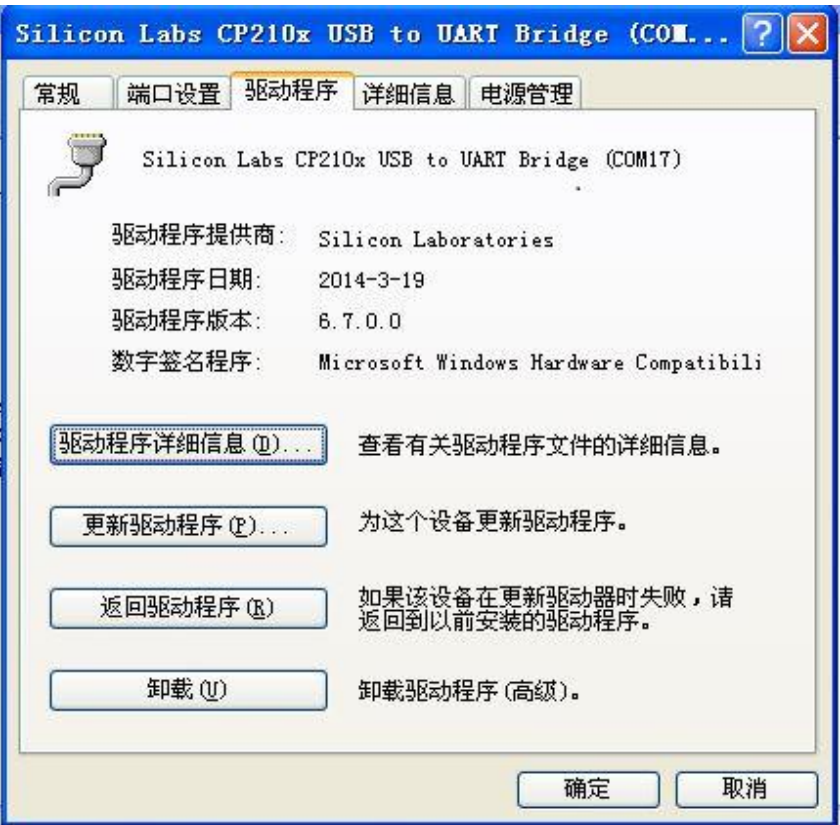 Silicon Labs CP210x USB to UART Bridge (COM...
常规 端口设置 驱动程序 详细信息 电源管理
Silicon Labs CP210x USB to UART Bridge (COM17)
驱动程序提供商: Silicon Laboratories
驱动程序日期: 2014-3-19
驱动程序版本: 6.7.0.0
数字签名程序: Microsoft Windows Hardware Compatibili
驱动程序详细信息(D)... 查看有关驱动程序文件的详细信息。
更新驱动程序(P)... 为这个设备更新驱动程序。
返回驱动程序(R) 如果该设备在更新驱动器时失败，请
返回到以前安装的驱动程序。
卸载(U) 卸载驱动程序(高级)。
确定 取消